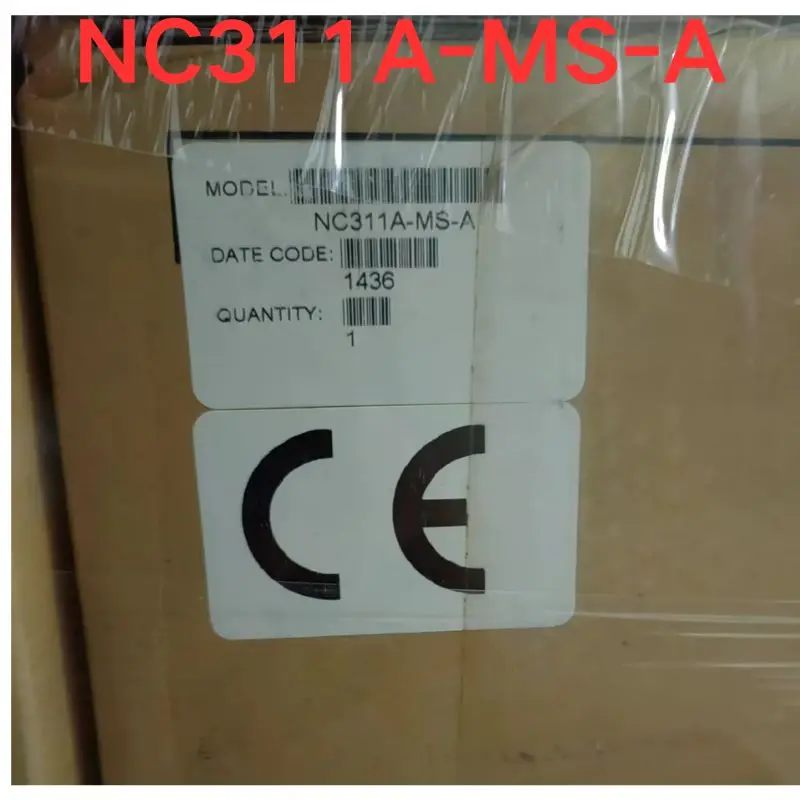 NC311A-MS-A
MODEL:
NC311A-MS-A
DATE CODE:
1436
QUANTITY:
1
CE